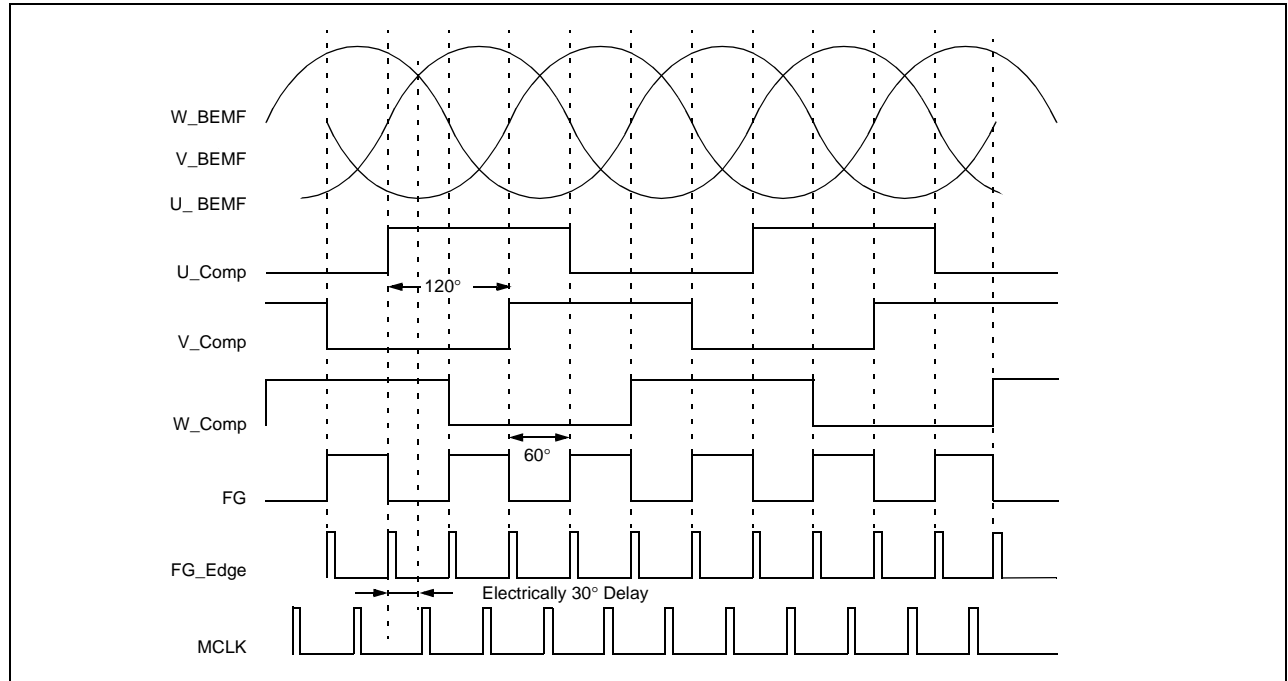 W_BEMF
V_BEMF
U_ BEMF
U_Comp
120°
V_Comp
W_Comp
60°
FG
FG_Edge
Electrically 30° Delay
MCLK